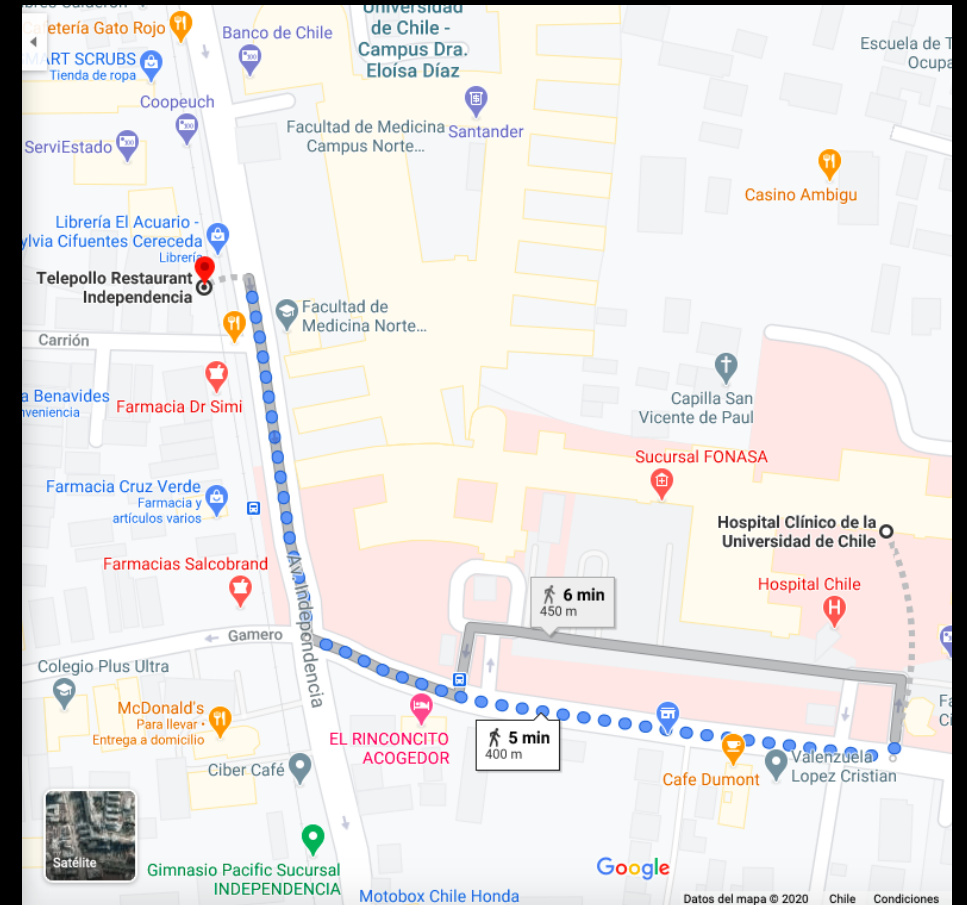 Cafetería Gato Rojo
SMART SCRUBS
Tienda de ropa
Banco de Chile
Universidad
de Chile -
Campus Dra.
Eloísa Díaz
Escuela de T
Ocupa
Coopeuch
ServiEstado
Facultad de Medicina
Campus Norte...
Santander
Casino Ambigu
Librería El Acuario -
ylvia Cifuentes Cereceda
Librería
Telepollo Restaurant
Independencia
Facultad de
Medicina Norte...
Carrión
a Benavides
nveniencia
Farmacia Dr Simi
Capilla San
Vicente de Paul
Sucursal FONASA
Farmacia Cruz Verde
Farmacia y
artículos varios
Hospital Clínico de la
Universidad de Chile
Farmacias Salcobrand
Hospital Chile
H
6 min
450 m
Av. Independencia
← Gamero
Colegio Plus Ultra
McDonald's
Para llevar •
Entrega a domicilio
EL RINCONCITO
ACOGEDOR
5 min
400 m
Fa
Cl
Ciber Café
Cafe Dumont
Valenzuela
Lopez Cristian
Satélite
Gimnasio Pacific Sucursal
INDEPENDENCIA
Motobox Chile Honda
Google
Datos del mapa © 2020 Chile Condiciones